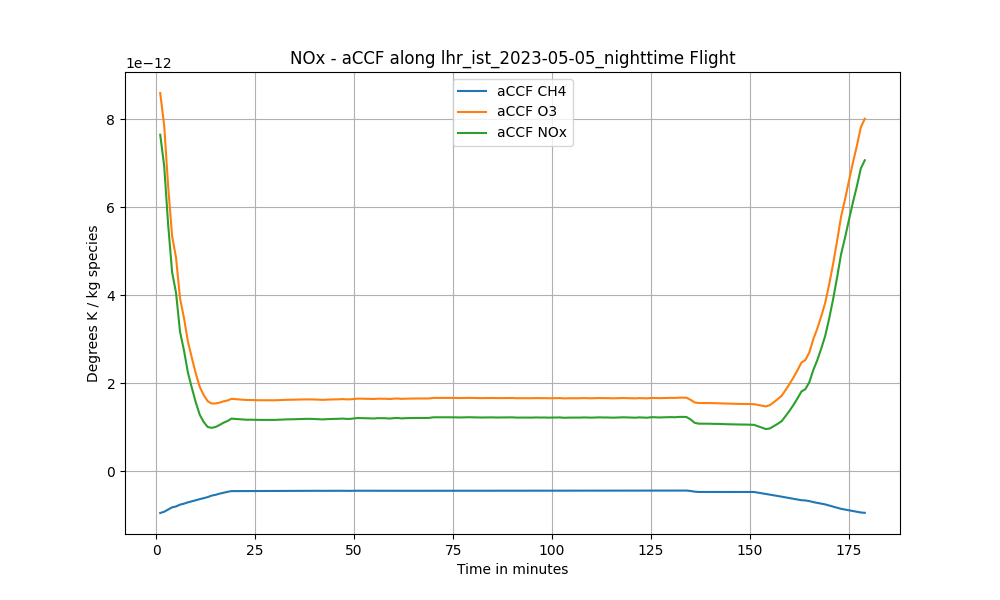 NOx - aCCF along lhr_ist_2023-05-05_nighttime Flight
1e−12
aCCF CH4
aCCF O3
aCCF NOx
Degrees K / kg species
8
6
4
2
0
0 25 50 75 100 125 150 175
Time in minutes